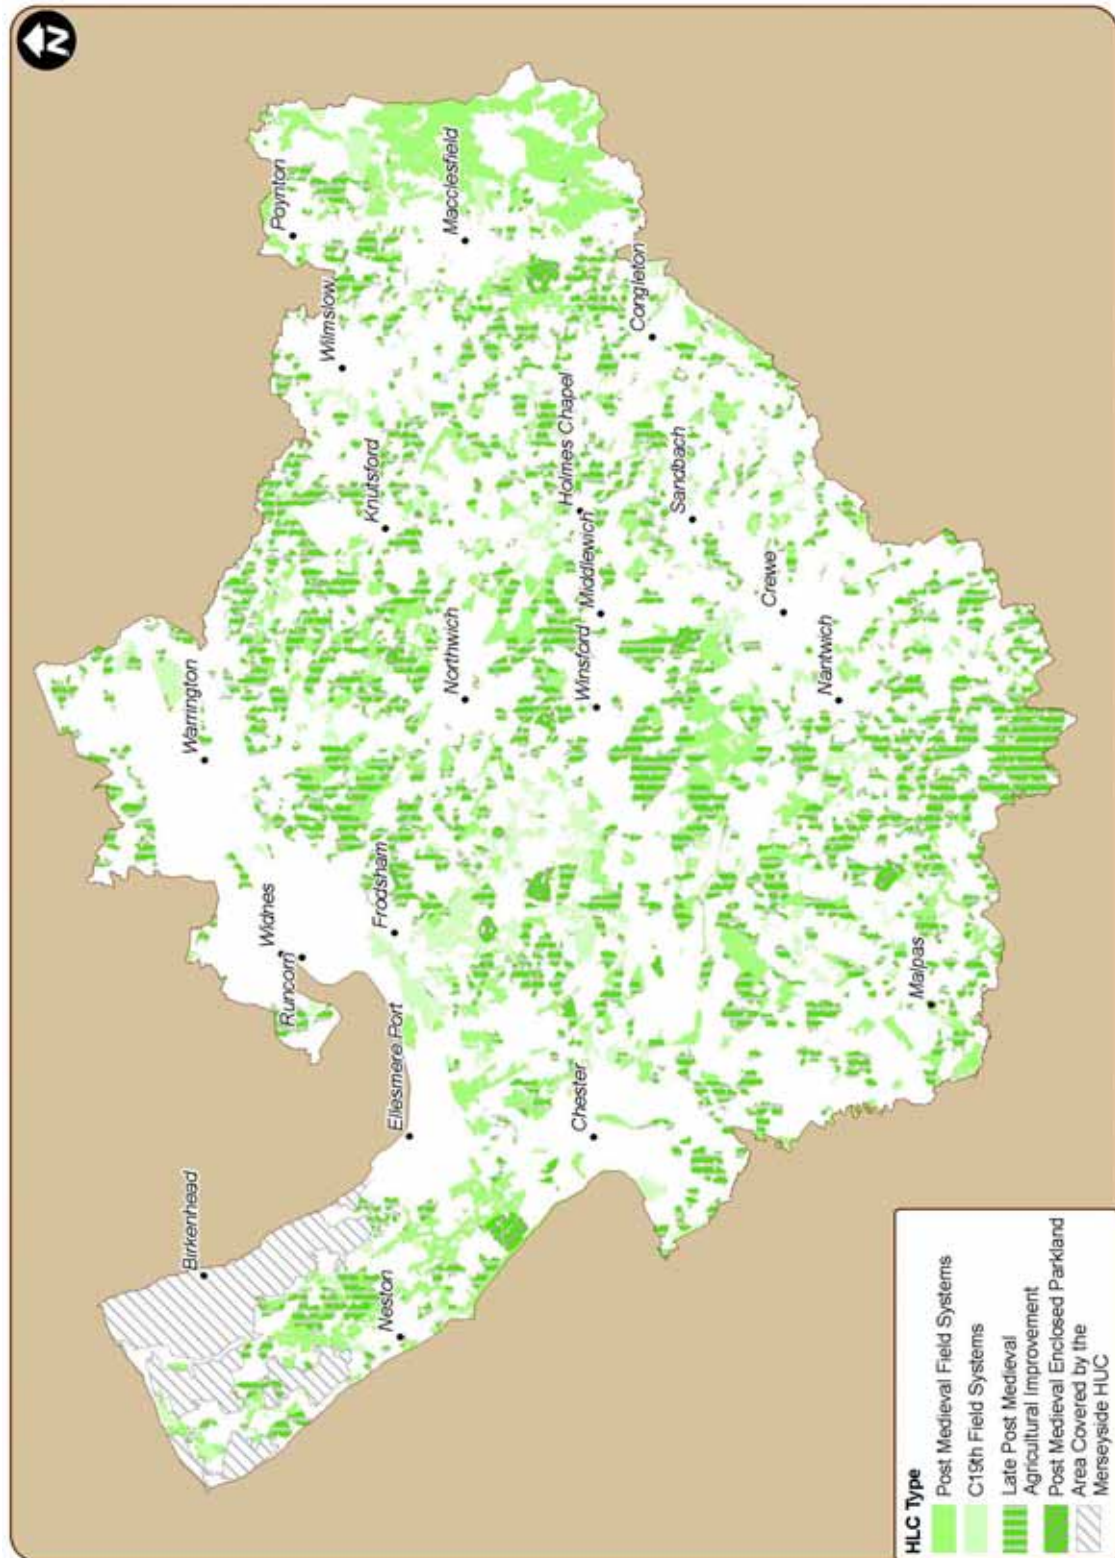 N
Poynton
Wilmslow
Macclesfield
Knutsford
Congleton
Holmes Chapel
Sandbach
Warrington
Northwich
Middlewich
Winsford
Crewe
Nantwich
Widnes
Runcorn
Frodsham
Ellesmere Port
Chester
Malpas
Birkenhead
Neston
HLC Type
Post Medieval Field Systems
C19th Field Systems
Late Post Medieval
Agricultural Improvement
Post Medieval Enclosed Parkland
Area Covered by the
Merseyside HUC